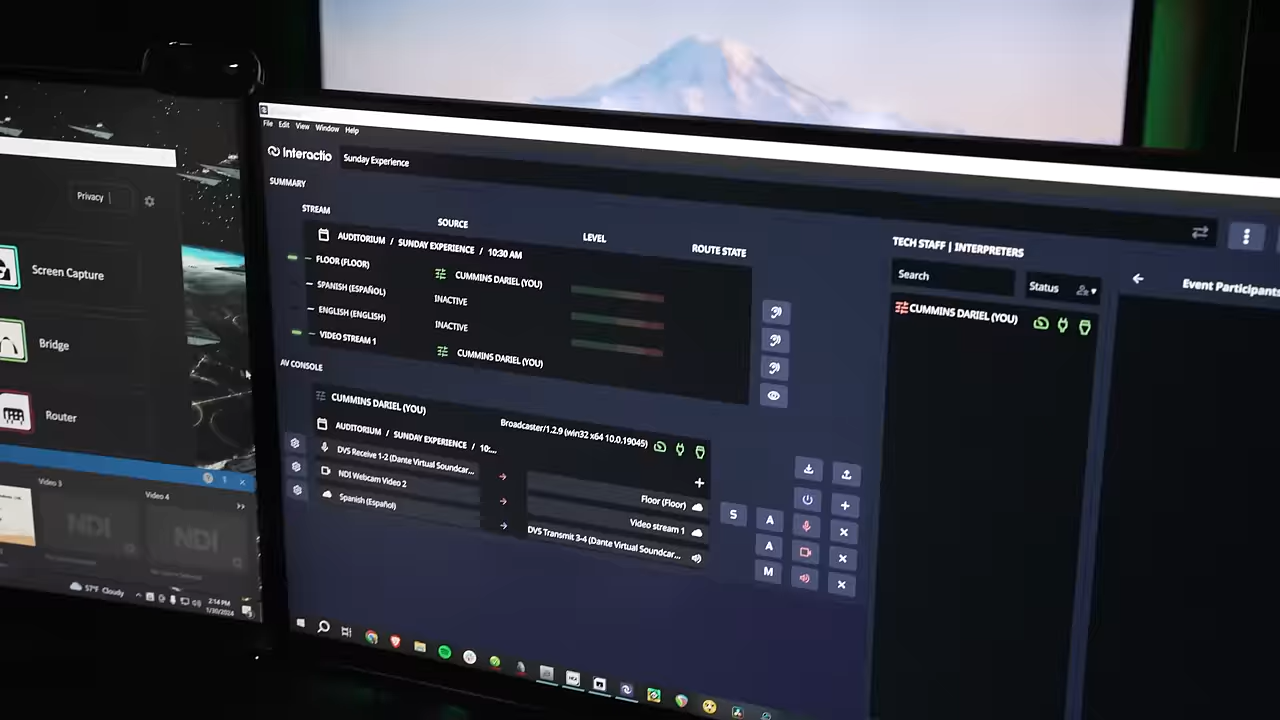 Privacy
Screen Capture
Bridge
Router
Video 3
Video 4
NDI
NDI
57°F Cloudy
2:14 PM
1/30/2024
File Edit View Window Help
Interactio
Sunday Experience
SUMMARY
STREAM SOURCE LEVEL ROUTE STATE
AUDITORIUM / SUNDAY EXPERIENCE / 10:30 AM
FLOOR (FLOOR) CUMMINS DARIEL (YOU)
SPANISH (ESPAÑOL) INACTIVE
ENGLISH (ENGLISH) INACTIVE
VIDEO STREAM 1 CUMMINS DARIEL (YOU)
AV CONSOLE
CUMMINS DARIEL (YOU)
Broadcaster/1.2.9 (win32 x64 10.0.19045)
AUDITORIUM / SUNDAY EXPERIENCE / 10:...
DVS Receive 1-2 (Dante Virtual Soundcar... Floor (Floor)
NDI Webcam Video 2 Video stream 1
Spanish (Español) DVS Transmit 3-4 (Dante Virtual Soundcar...
S
A
A
M
TECH STAFF | INTERPRETERS
Search Status
CUMMINS DARIEL (YOU)
Event Participants